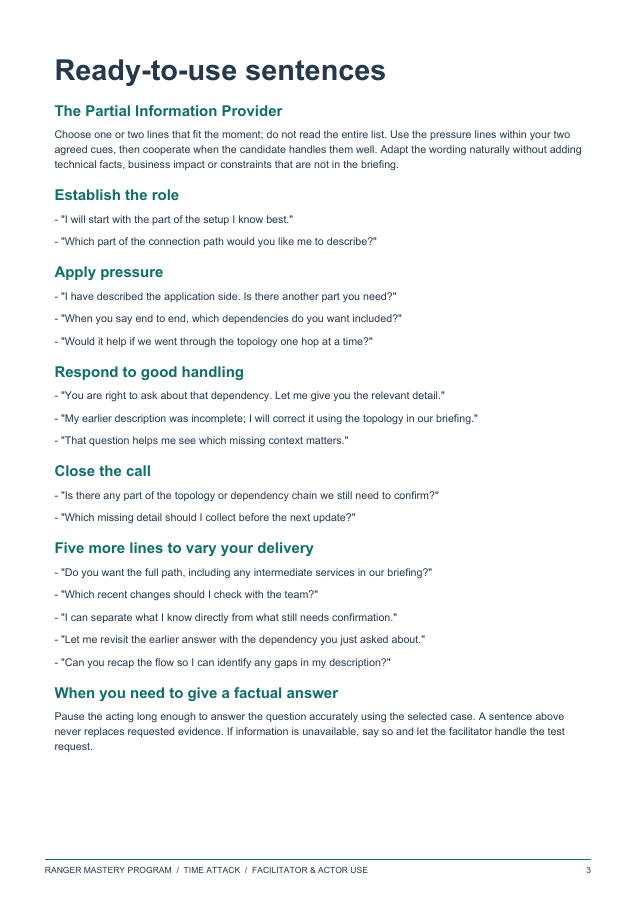 Ready-to-use sentences
The Partial Information Provider
Choose one or two lines that fit the moment; do not read the entire list. Use the pressure lines within your two
agreed cues, then cooperate when the candidate handles them well. Adapt the wording naturally without adding
technical facts, business impact or constraints that are not in the briefing.
Establish the role
- "I will start with the part of the setup I know best."
- "Which part of the connection path would you like me to describe?"
Apply pressure
- "I have described the application side. Is there another part you need?"
- "When you say end to end, which dependencies do you want included?"
- "Would it help if we went through the topology one hop at a time?"
Respond to good handling
- "You are right to ask about that dependency. Let me give you the relevant detail."
- "My earlier description was incomplete; I will correct it using the topology in our briefing."
- "That question helps me see which missing context matters."
Close the call
- "Is there any part of the topology or dependency chain we still need to confirm?"
- "Which missing detail should I collect before the next update?"
Five more lines to vary your delivery
- "Do you want the full path, including any intermediate services in our briefing?"
- "Which recent changes should I check with the team?"
- "I can separate what I know directly from what still needs confirmation."
- "Let me revisit the earlier answer with the dependency you just asked about."
- "Can you recap the flow so I can identify any gaps in my description?"
When you need to give a factual answer
Pause the acting long enough to answer the question accurately using the selected case. A sentence above
never replaces requested evidence. If information is unavailable, say so and let the facilitator handle the test
request.
RANGER MASTERY PROGRAM / TIME ATTACK / FACILITATOR & ACTOR USE 3